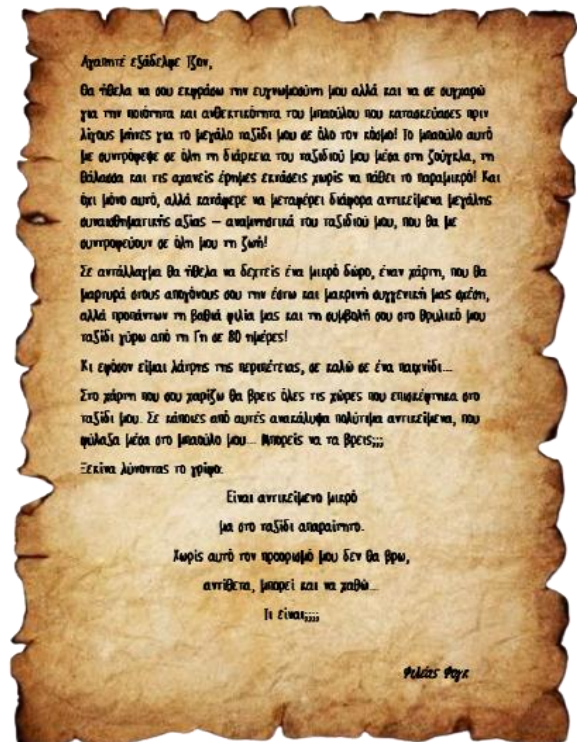 Αγαπητέ εξάδελφε Τζον,
Θα ήθελα να σου εκφράσω την ευγνωμοσύνη μου αλλά και να σε συγχαρώ
για την ποιότητα και ανθεκτικότητα του μπαούλου που κατασκεύασες πριν
λίγους μήνες για το μεγάλο ταξίδι μου σε όλο τον κόσμο! Το μπαούλο αυτό
με συντρόφεψε σε όλη τη διάρκεια του ταξιδιού μου μέσα στη ζούγκλα, τη
θάλασσα και τις αχανείς έρημες εκτάσεις χωρίς να πάθει το παραμικρό! Και
όχι μόνο αυτό, αλλά κατάφερε να μεταφέρει διάφορα αντικείμενα μεγάλης
συναισθηματικής αξίας – αναμνηστικά του ταξιδιού μου, που θα με
συντροφεύουν σε όλη μου τη ζωή!
Σε αντάλλαγμα θα ήθελα να δεχτείς ένα μικρό δώρο, έναν χάρτη, που θα
μαρτυρά στους απογόνους σου την έστω και μακρινή συγγενική μας σχέση,
αλλά προπάντων τη βαθιά φιλία μας και τη συμβολή σου στο θρυλικό μου
ταξίδι γύρω από τη Γη σε 80 ημέρες!
Κι εφόσον είμαι λάτρης της περιπέτειας, σε καλώ σε ένα παιχνίδι...
Στο χάρτη που σου χαρίζω θα βρεις όλες τις χώρες που επισκέφτηκα στο
ταξίδι μου. Σε κάποιες από αυτές ανακάλυψα πολύτιμα αντικείμενα, που
φύλαξα μέσα στο μπαούλο μου... Μπορείς να τα βρεις;;;
Ξεκίνα λύνοντας το γρίφο:
Είναι αντικείμενο μικρό
μα στο ταξίδι απαραίτητο.
Χωρίς αυτό τον προορισμό μου δεν θα βρω,
αντίθετα, μπορεί και να χαθώ...
Τι είναι;;;;
Φιλέας Φογκ